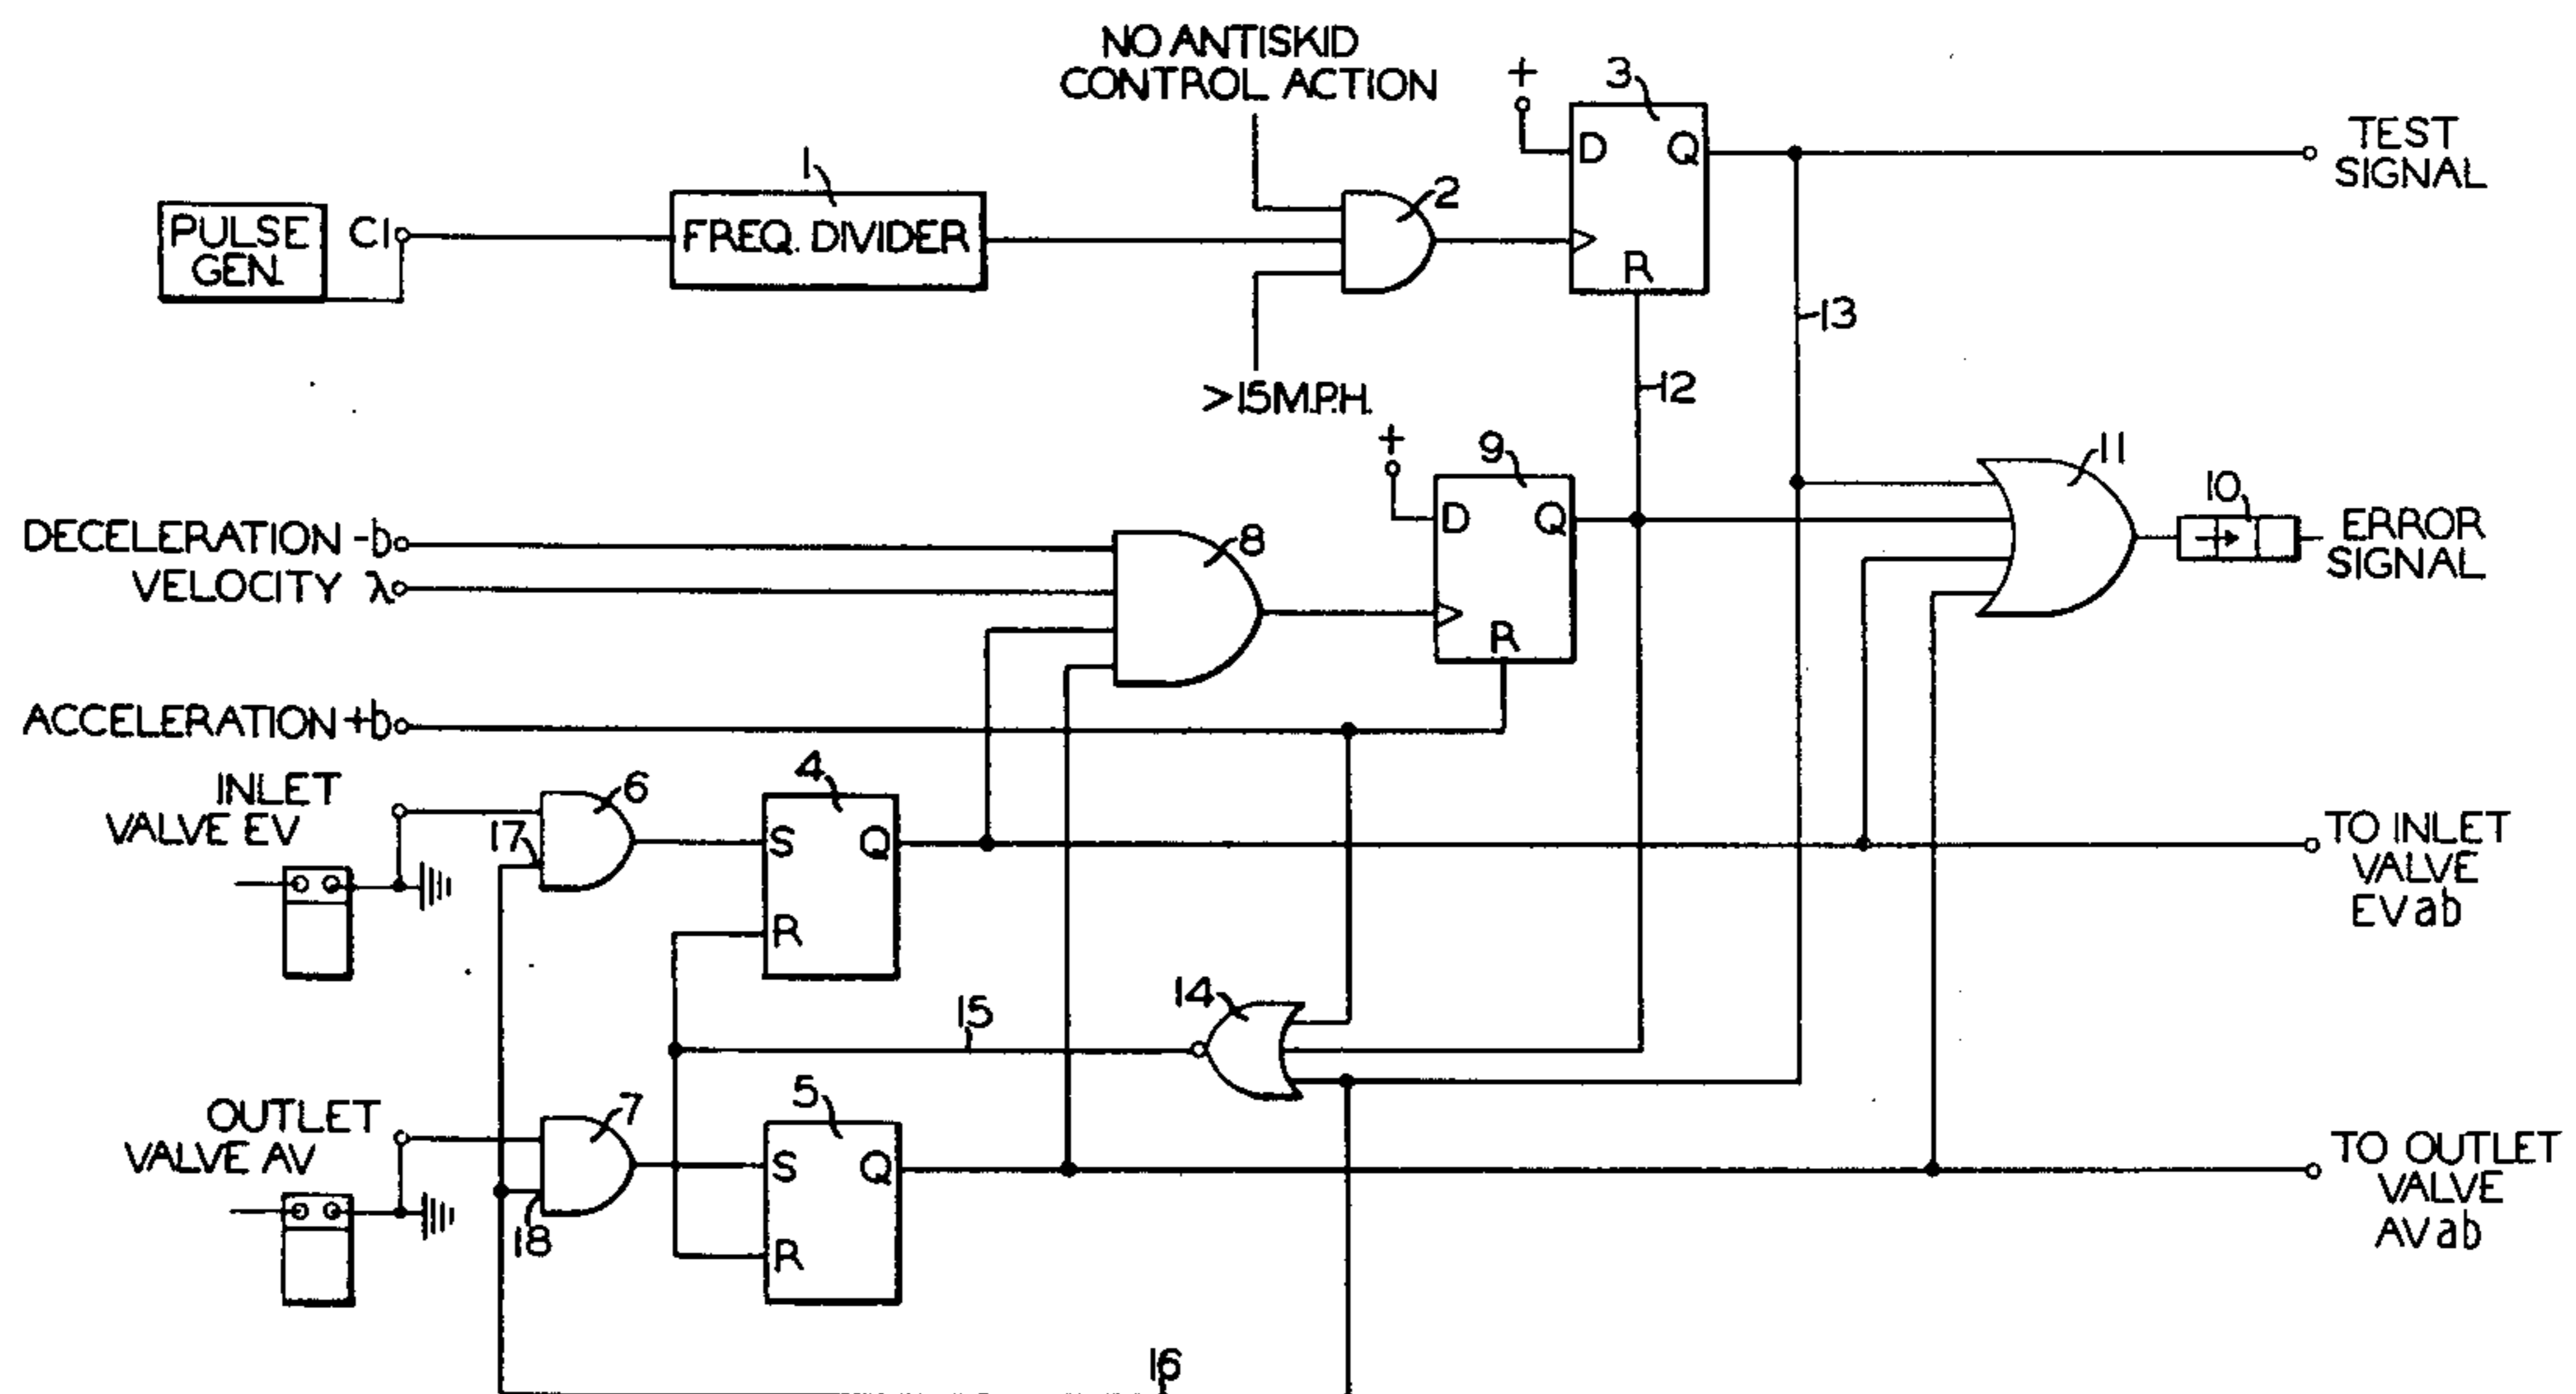 NO ANTISKID
CONTROL ACTION
+
3
D
Q
R
TEST
SIGNAL
1
2
PULSE
GEN.
C1
FREQ. DIVIDER
13
>15M.P.H.
12
+
9
D
Q
R
11
10
ERROR
SIGNAL
DECELERATION -b
VELOCITY λ
8
ACCELERATION +b
INLET
VALVE EV
6
17
4
S
Q
R
TO INLET
VALVE
EVab
14
15
OUTLET
VALVE AV
7
18
5
S
Q
R
TO OUTLET
VALVE
AVab
16